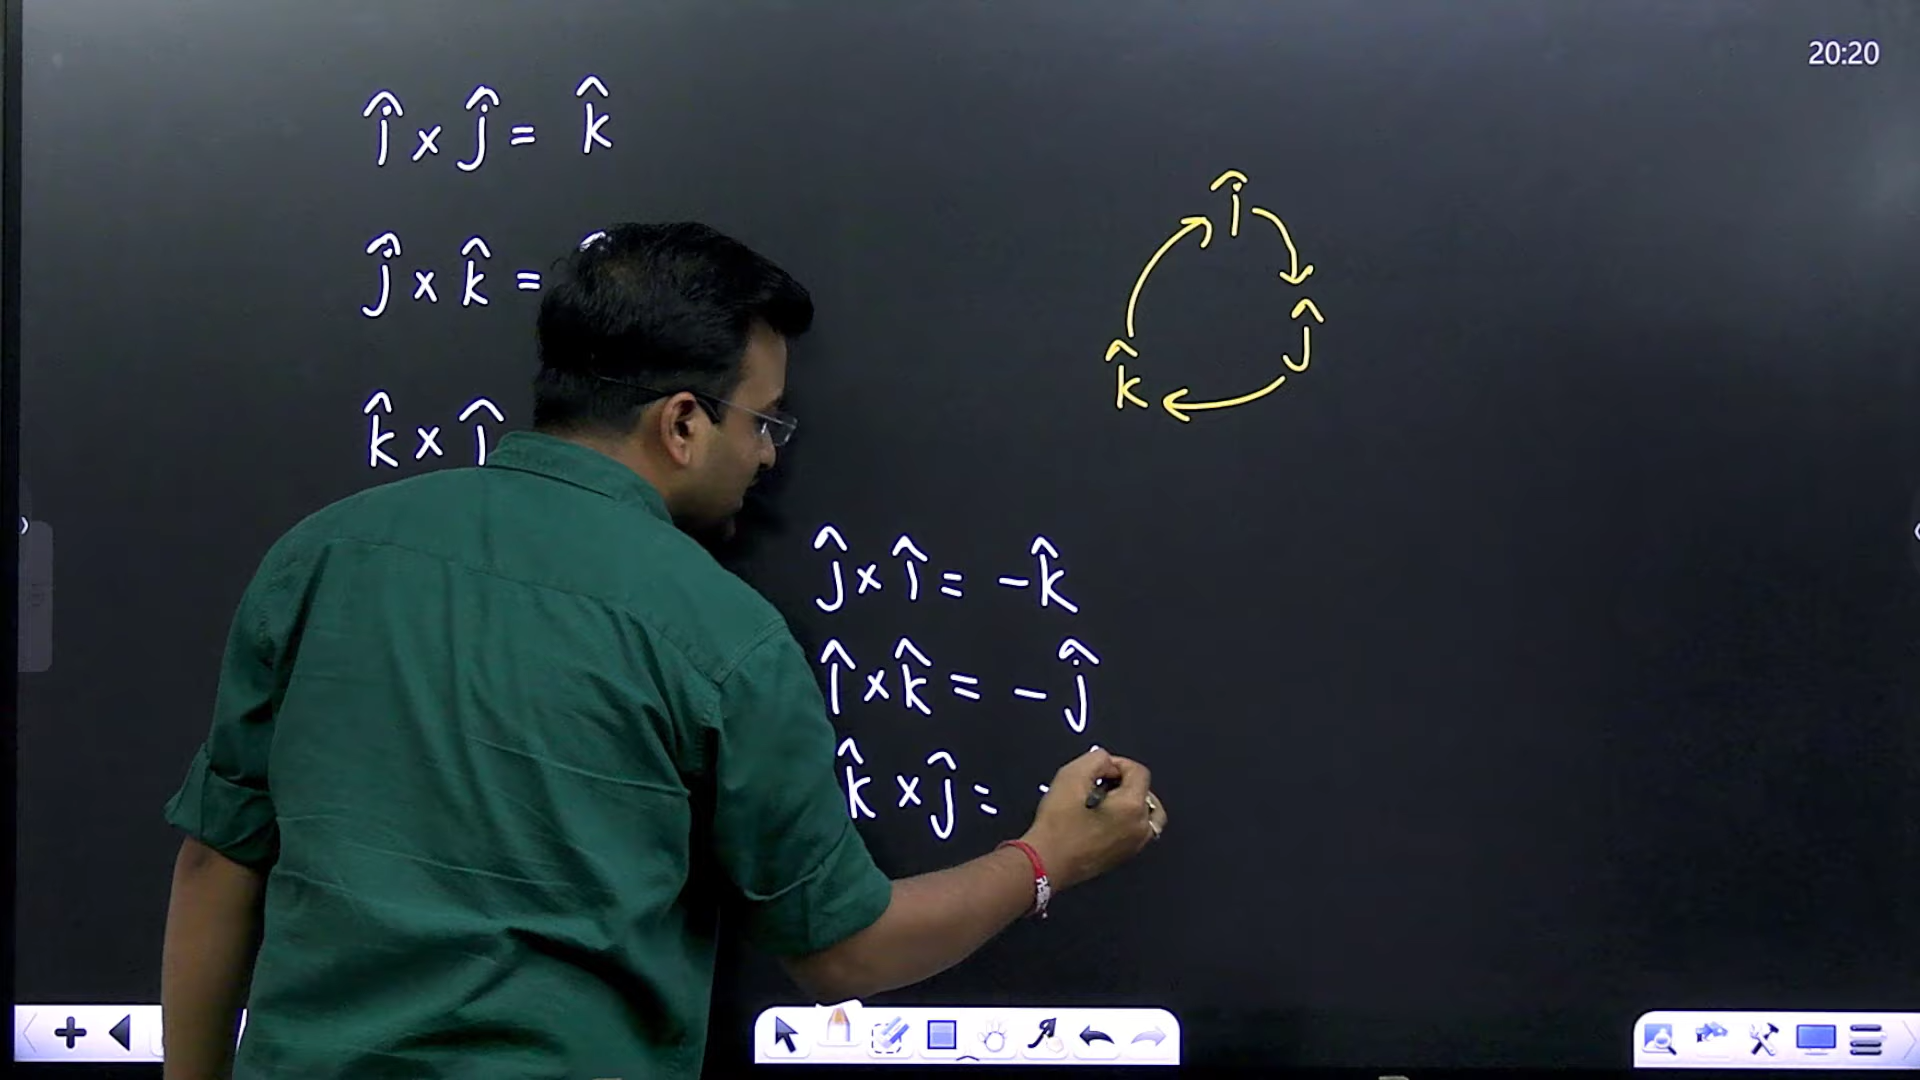 20:20
î × ĵ = k̂
ĵ × k̂ =
k̂ × î
î
ĵ
k̂
ĵ × î = -k̂
î × k̂ = -ĵ
k̂ × ĵ = -